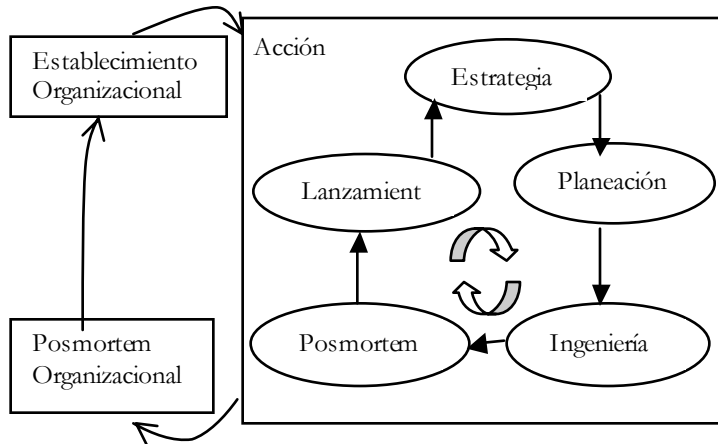 Establecimiento
Organizacional
Acción
Estrategia
Lanzamient
Planeación
Posmortem
Organizacional
Posmortem
Ingeniería